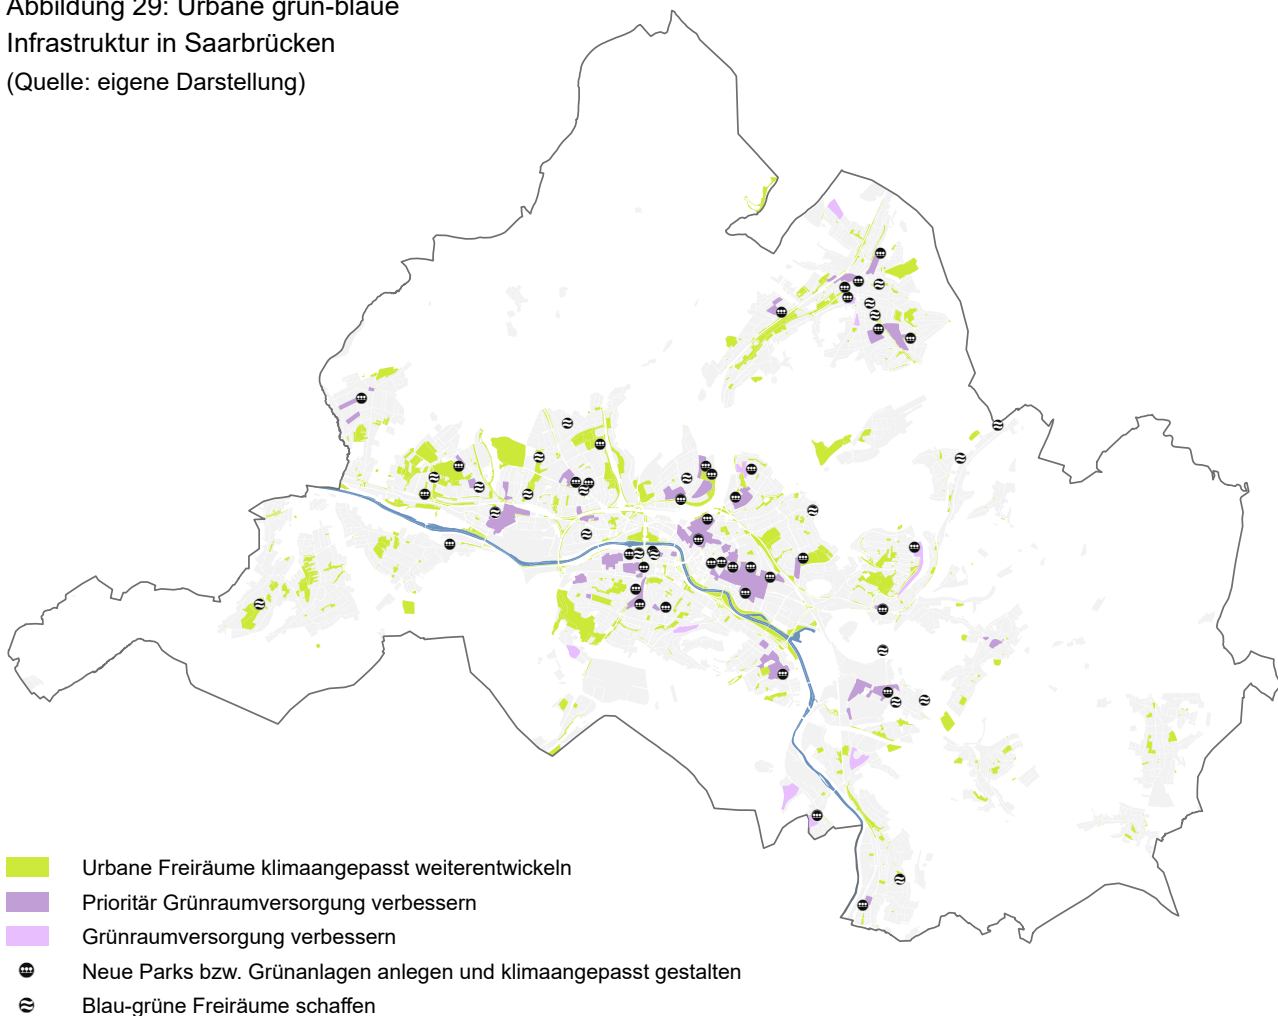 Abbildung 29: Urbane grün-blaue
Infrastruktur in Saarbrücken
(Quelle: eigene Darstellung)
Urbane Freiräume klimaangepasst weiterentwickeln
Prioritär Grünraumversorgung verbessern
Grünraumversorgung verbessern
Neue Parks bzw. Grünanlagen anlegen und klimaangepasst gestalten
Blau-grüne Freiräume schaffen